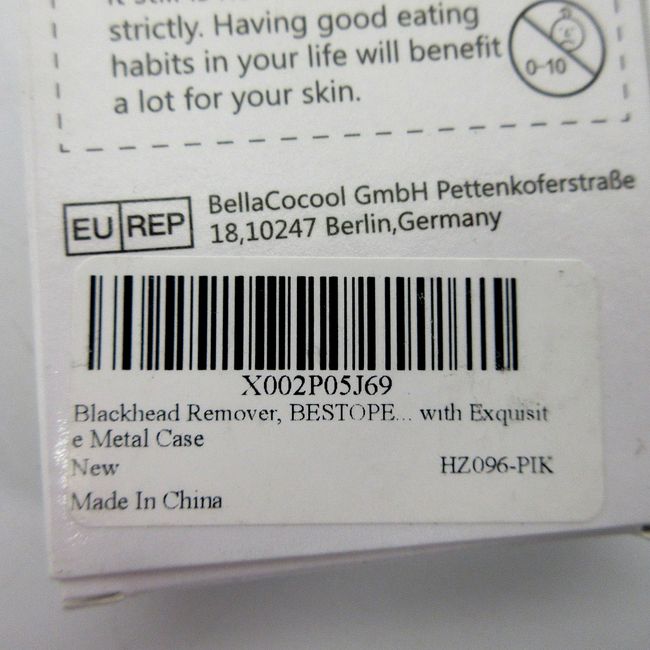 strictly. Having good eating
habits in your life will benefit
a lot for your skin.
0-10
EU REP
BellaCocool GmbH Pettenkoferstraße
18,10247 Berlin,Germany
X002P05J69
Blackhead Remover, BESTOPE... with Exquisit
e Metal Case
New
HZ096-PIK
Made In China